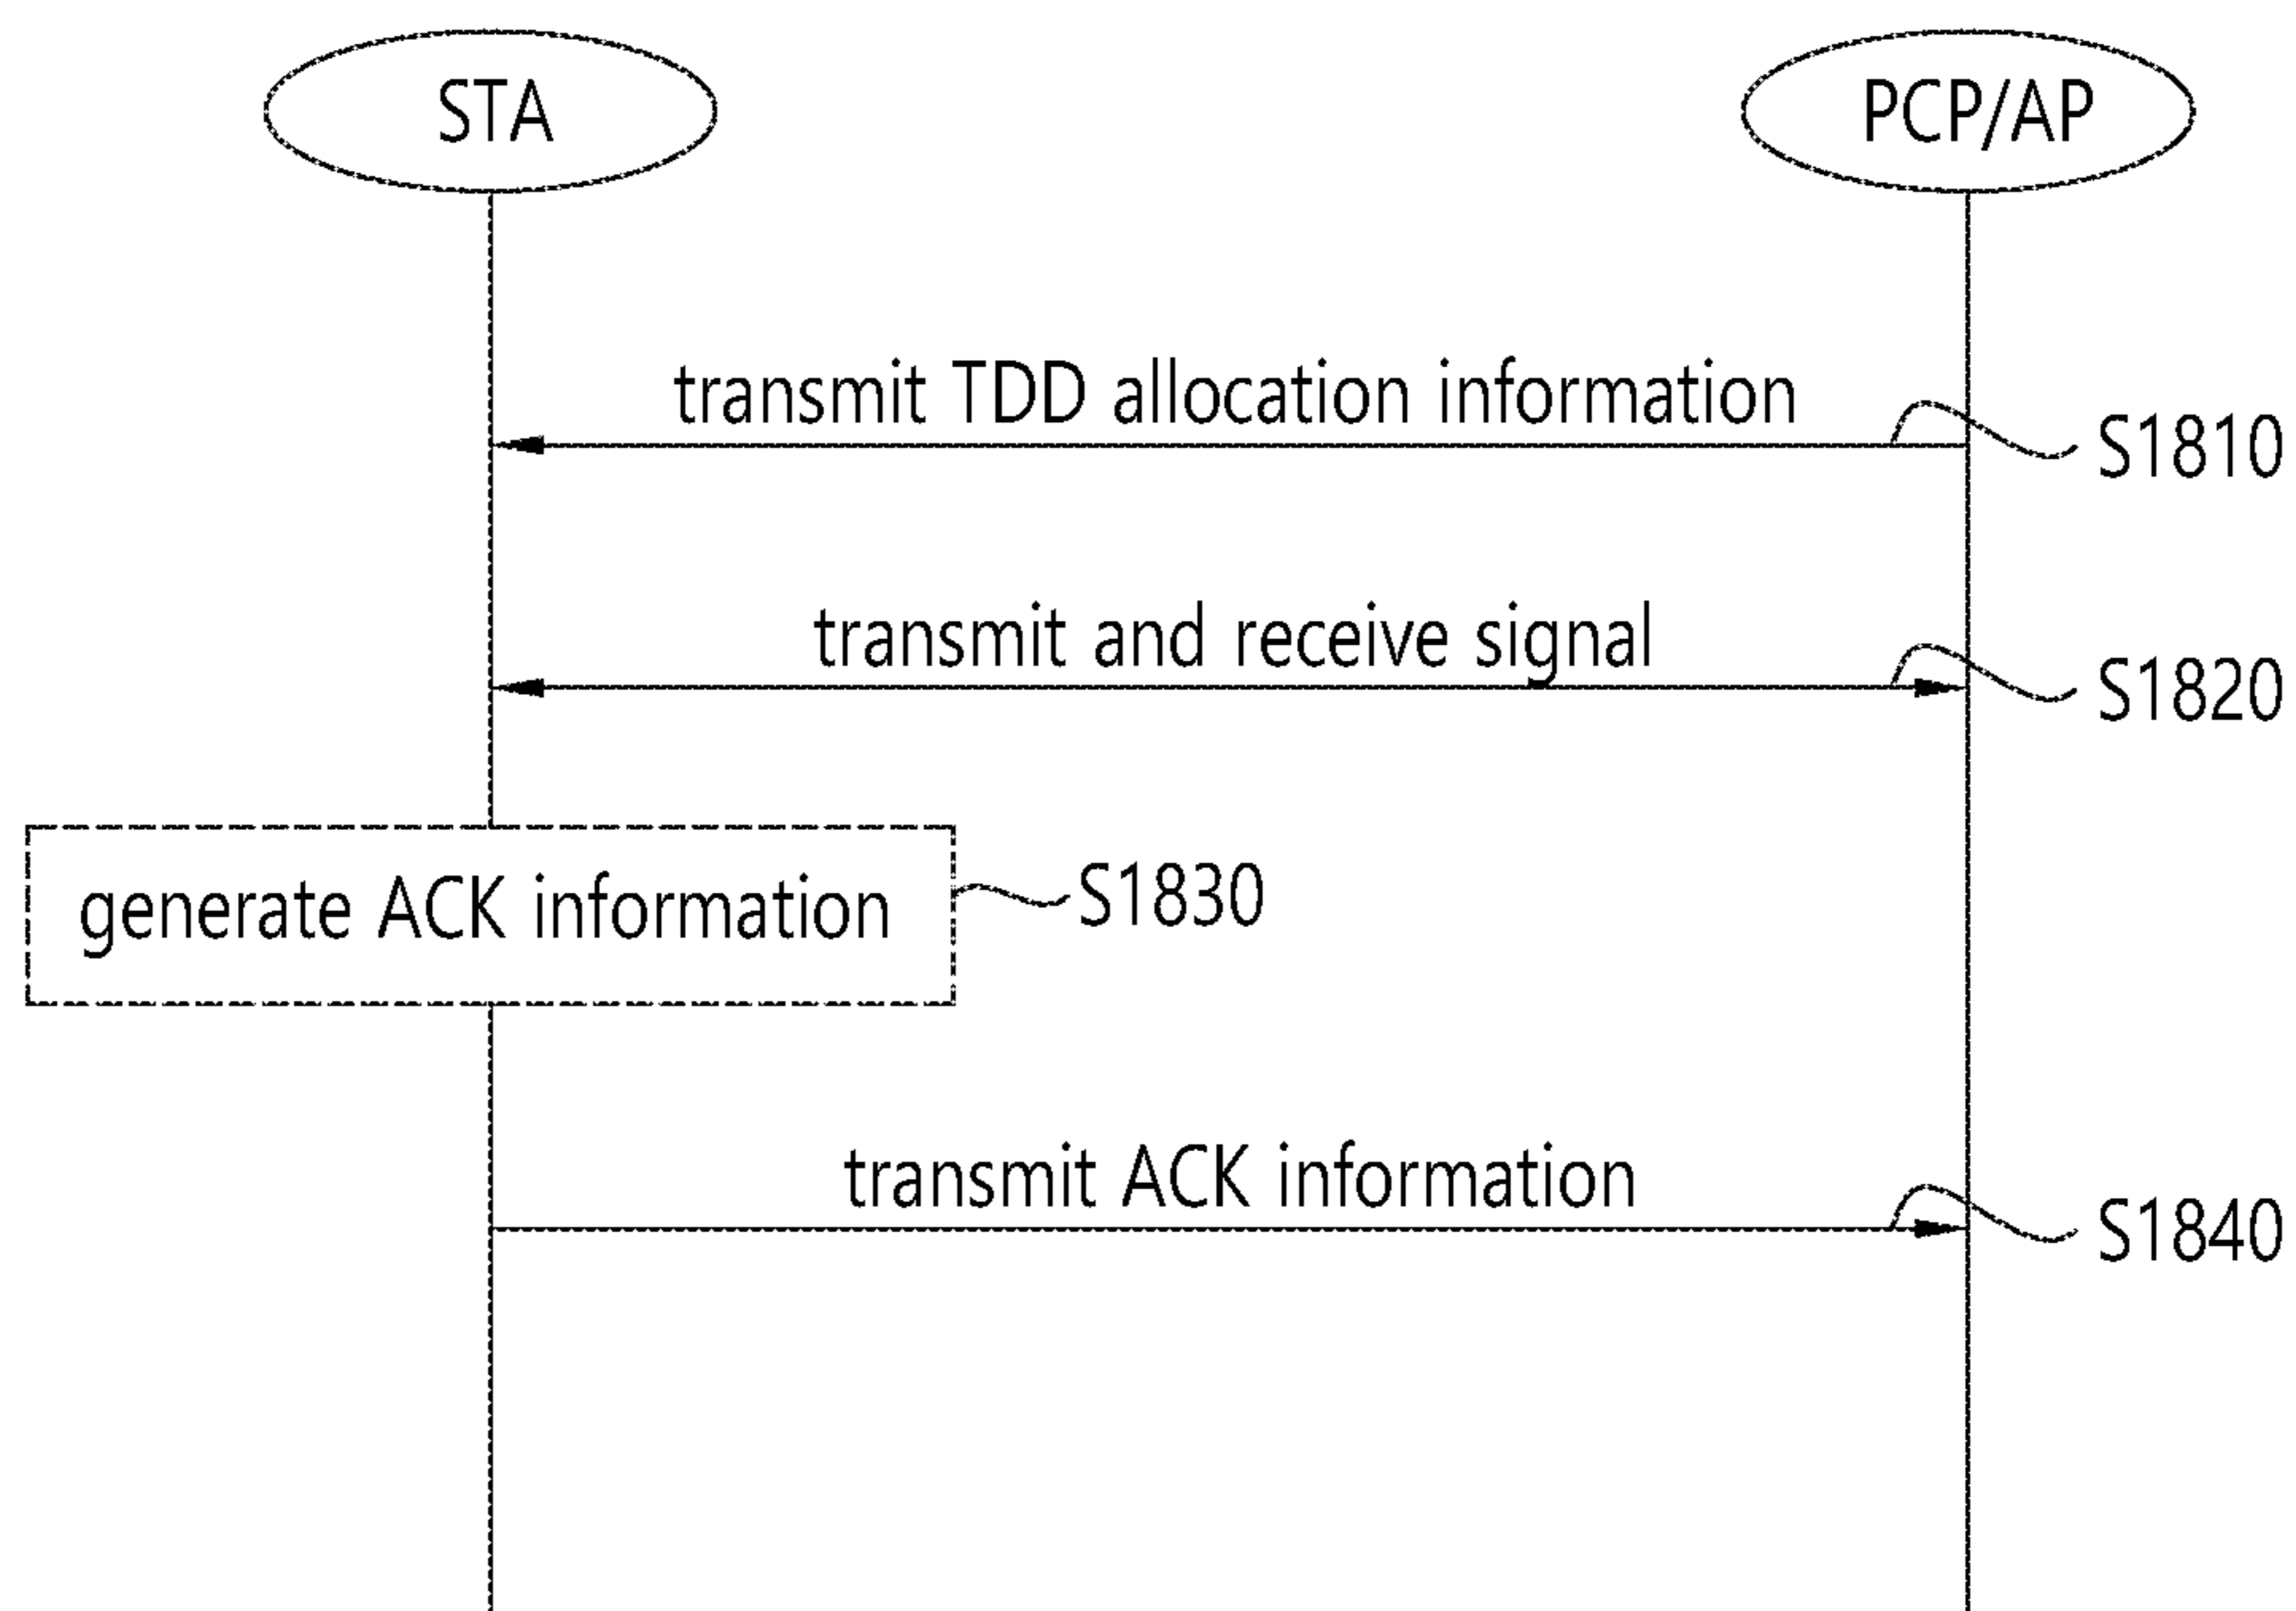 STA
PCP/AP
transmit TDD allocation information
S1810
transmit and receive signal
S1820
generate ACK information
S1830
transmit ACK information
S1840